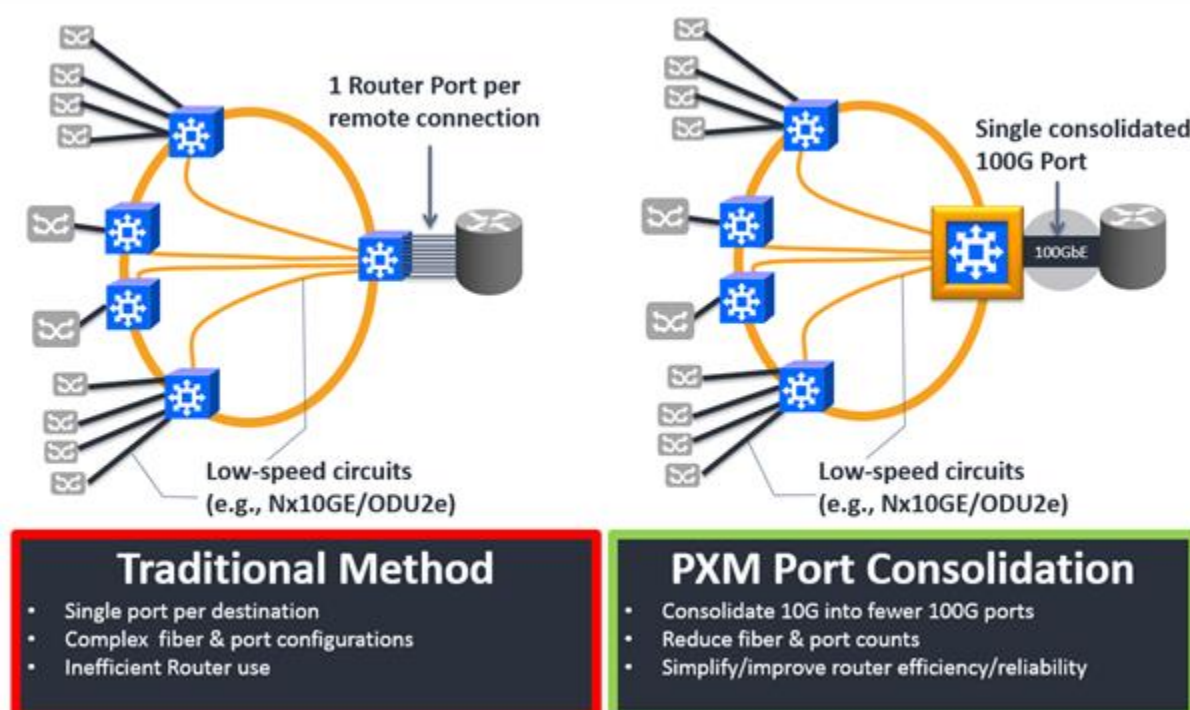 1 Router Port per
remote connection
Low-speed circuits
(e.g., Nx10GE/ODU2e)
Traditional Method
• Single port per destination
• Complex fiber & port configurations
• Inefficient Router use
Single consolidated
100G Port
100GbE
Low-speed circuits
(e.g., Nx10GE/ODU2e)
PXM Port Consolidation
• Consolidate 10G into fewer 100G ports
• Reduce fiber & port counts
• Simplify/improve router efficiency/reliability